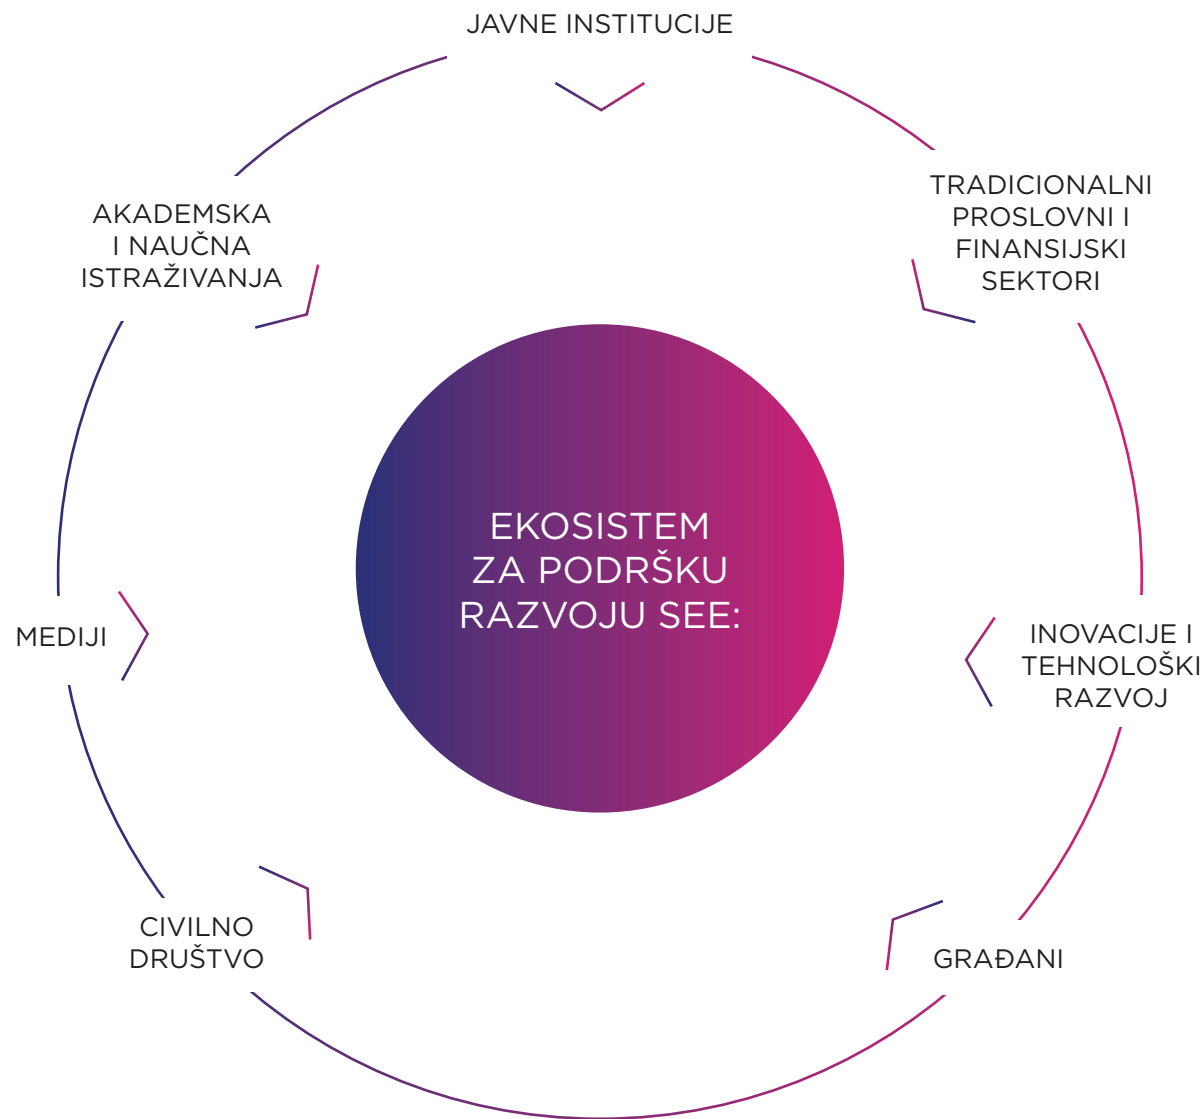 JAVNE INSTITUCIJE
TRADICIONALNI
PROSLOVNI I
FINANSIJSKI
SEKTORI
AKADEMSKA
I NAUČNA
ISTRAŽIVANJA
EKOSISTEM
ZA PODRŠKU
RAZVOJU SEE:
MEDIJI
INOVACIJE I
TEHNOLOŠKI
RAZVOJ
CIVILNO
DRUŠTVO
GRAĐANI